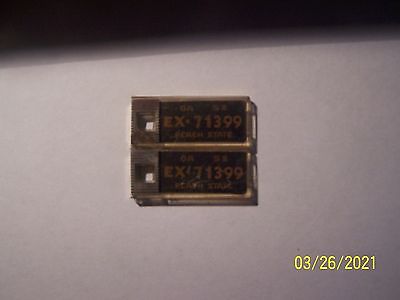 GA 58
EX·71399
PEACH STATE
GA 58
EX·71399
PEACH STATE
03/26/2021